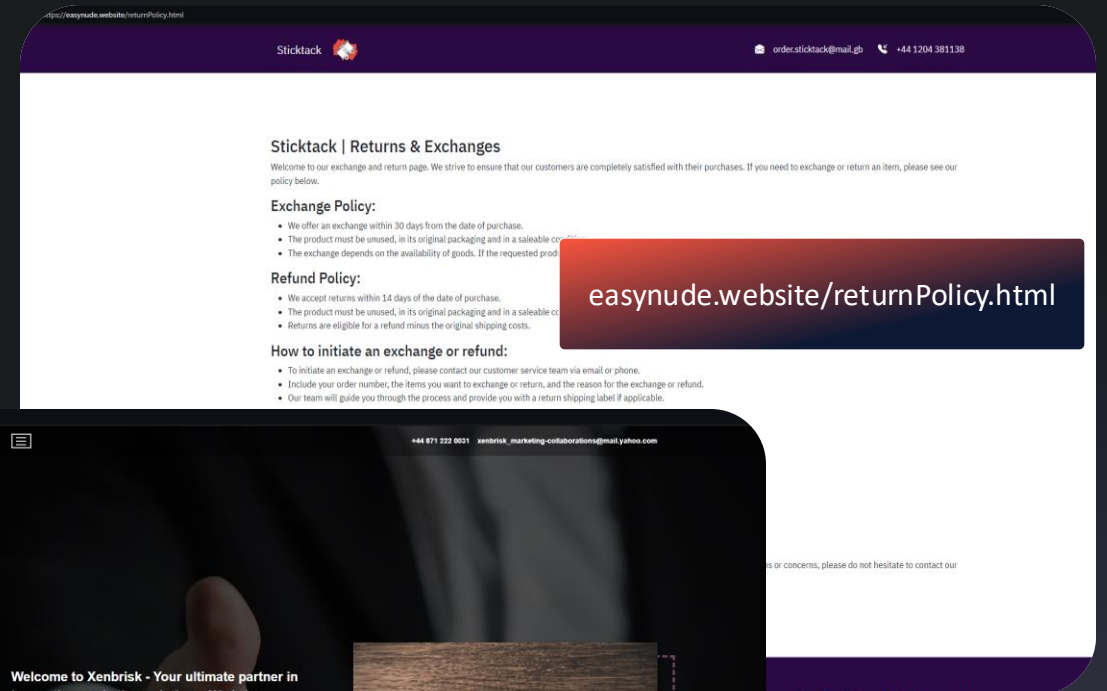 ttps://easynude.website/returnPolicy.html
Sticktack
order.sticktack@mail.gb
+44 1204 381138
Sticktack | Returns & Exchanges
Welcome to our exchange and return page. We strive to ensure that our customers are completely satisfied with their purchases. If you need to exchange or return an item, please see our
policy below.
Exchange Policy:
We offer an exchange within 30 days from the date of purchase.
The product must be unused, in its original packaging and in a saleable
The exchange depends on the availability of goods. If the requested
easynude.website/returnPolicy.html
Refund Policy:
We accept returns within 14 days of the date of purchase.
The product must be unused, in its original packaging and in a saleable
Returns are eligible for a refund minus the original shipping costs.
How to initiate an exchange or refund:
To initiate an exchange or refund, please contact our customer service team via email or phone.
Include your order number, the items you want to exchange or return, and the reason for the exchange or refund.
Our team will guide you through the process and provide you with a return shipping label if applicable.
or concerns, please do not hesitate to contact our
+44 871 222 0031 xenbrisk_marketing-collaborations@mail.yahoo.com
Welcome to Xenbrisk - Your ultimate partner in